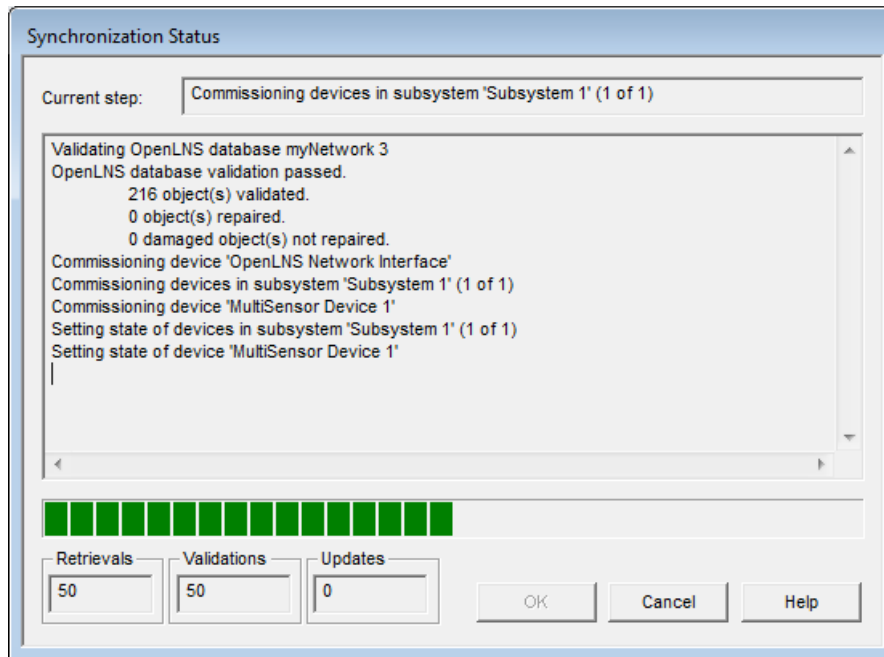 Synchronization Status
Current step: Commissioning devices in subsystem 'Subsystem 1' (1 of 1)
Validating OpenLNS database myNetwork 3
OpenLNS database validation passed.
216 object(s) validated.
0 object(s) repaired.
0 damaged object(s) not repaired.
Commissioning device 'OpenLNS Network Interface'
Commissioning devices in subsystem 'Subsystem 1' (1 of 1)
Commissioning device 'MultiSensor Device 1'
Setting state of devices in subsystem 'Subsystem 1' (1 of 1)
Setting state of device 'MultiSensor Device 1'
Retrievals Validations Updates
50 50 0
OK Cancel Help